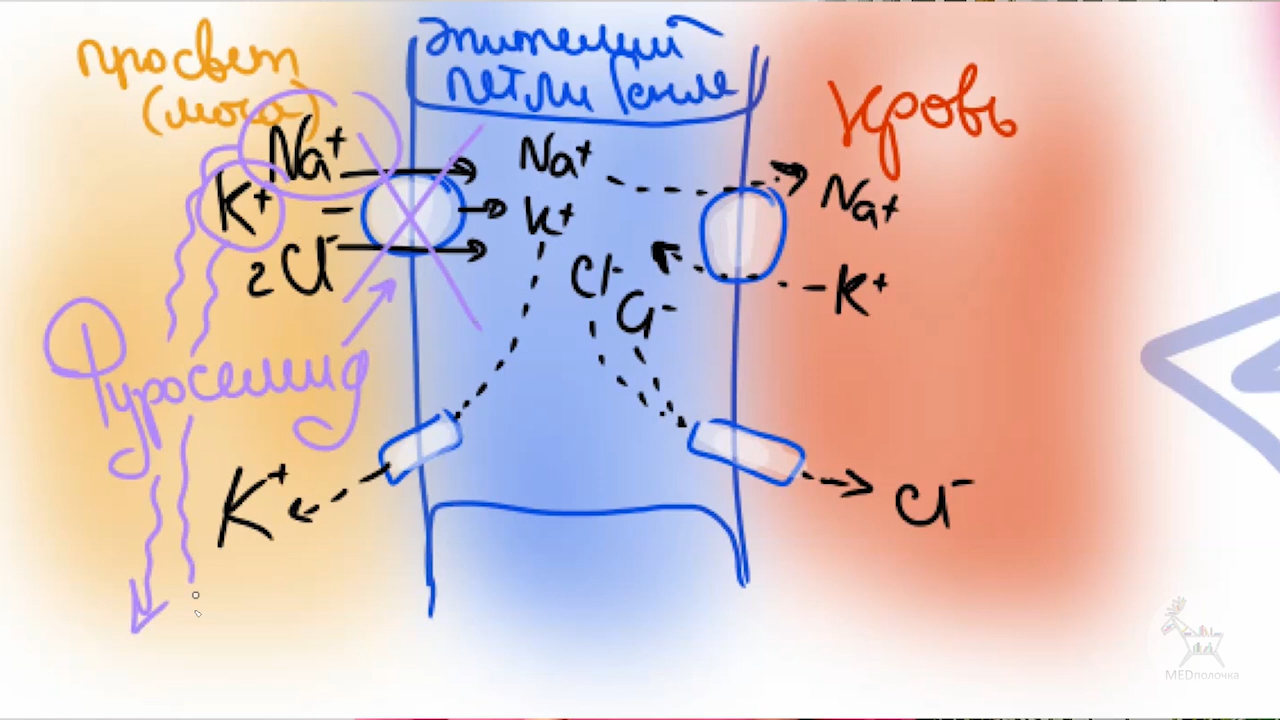 просвет
(моча)
эпителий
петли Генле
кровь
Na+
K+
2Cl-
Na+
K+
Cl-
Cl-
Na+
K+
Фуросемид
K+
Cl-
MEDполочка